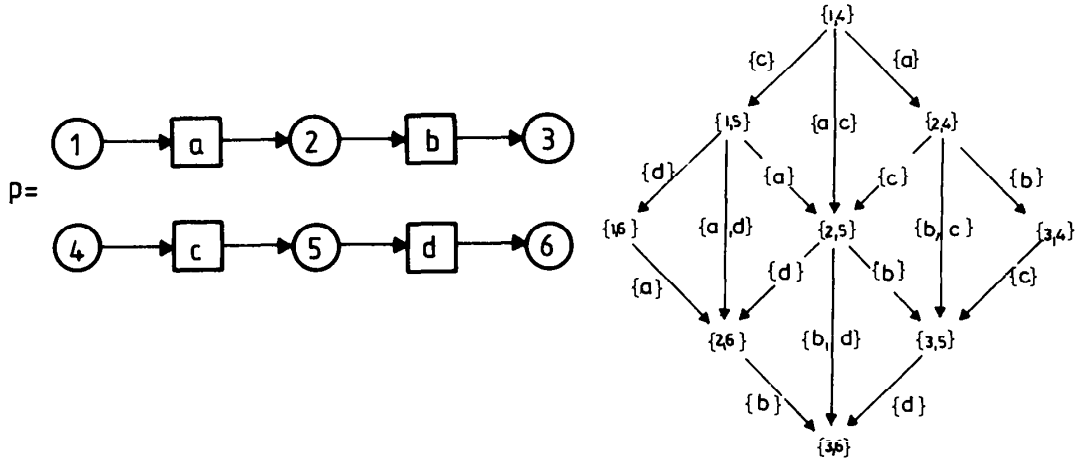 p=
1 a 2 b 3
4 c 5 d 6
{1,4}
{c} {a}
{1,5} {a c} {2,4}
{d} {a} {c} {b}
{1,6} {a ,d} {2,5} {b, c} {3,4}
{a} {d} {b} {c}
{2,6} {b, d} {3,5}
{b} {d}
{3,6}